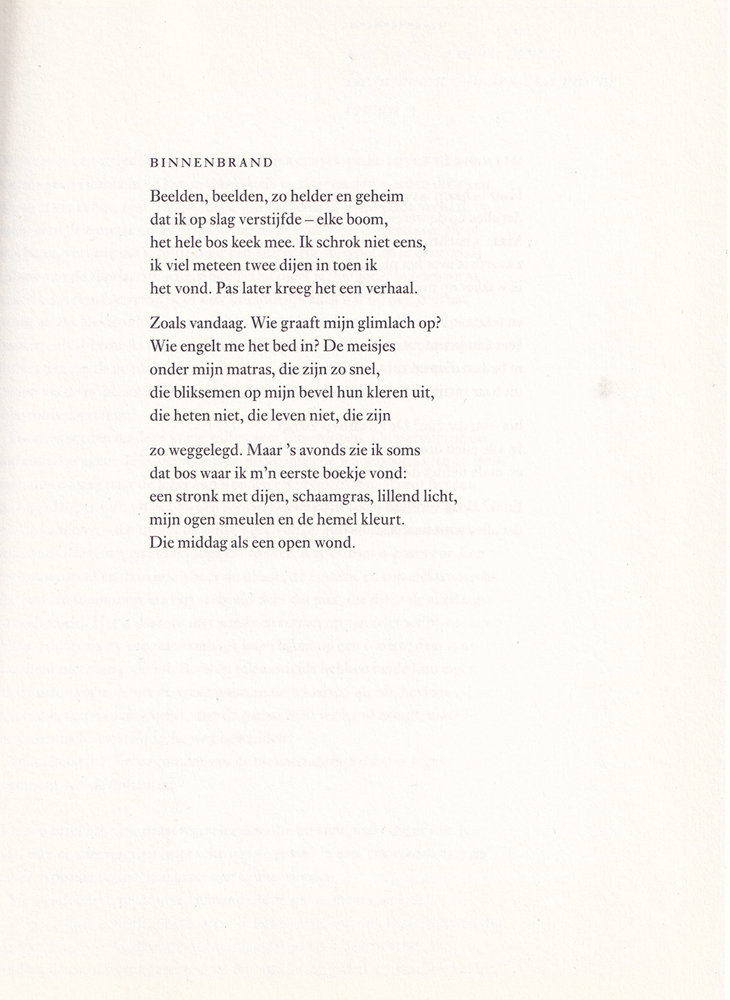 BINNENBRAND
Beelden, beelden, zo helder en geheim
dat ik op slag verstijfde – elke boom,
het hele bos keek mee. Ik schrok niet eens,
ik viel meteen twee dijen in toen ik
het vond. Pas later kreeg het een verhaal.
Zoals vandaag. Wie graaft mijn glimlach op?
Wie engelt me het bed in? De meisjes
onder mijn matras, die zijn zo snel,
die bliksemen op mijn bevel hun kleren uit,
die heten niet, die leven niet, die zijn
zo weggelegd. Maar ’s avonds zie ik soms
dat bos waar ik m’n eerste boekje vond:
een stronk met dijen, schaamgras, lillend licht,
mijn ogen smeulen en de hemel kleurt.
Die middag als een open wond.